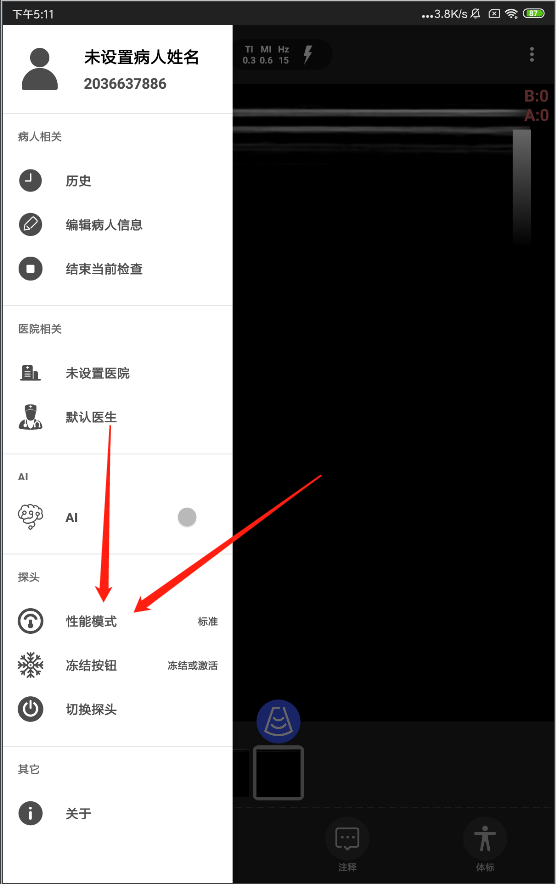 下午5:11
...3.8K/s
87
未设置病人姓名
2036637886
TI MI Hz
0.3 0.6 15
B:0
A:0
病人相关
历史
编辑病人信息
结束当前检查
医院相关
未设置医院
默认医生
AI
AI
探头
性能模式 标准
冻结按钮 冻结或激活
切换探头
其它
关于
注释
体标